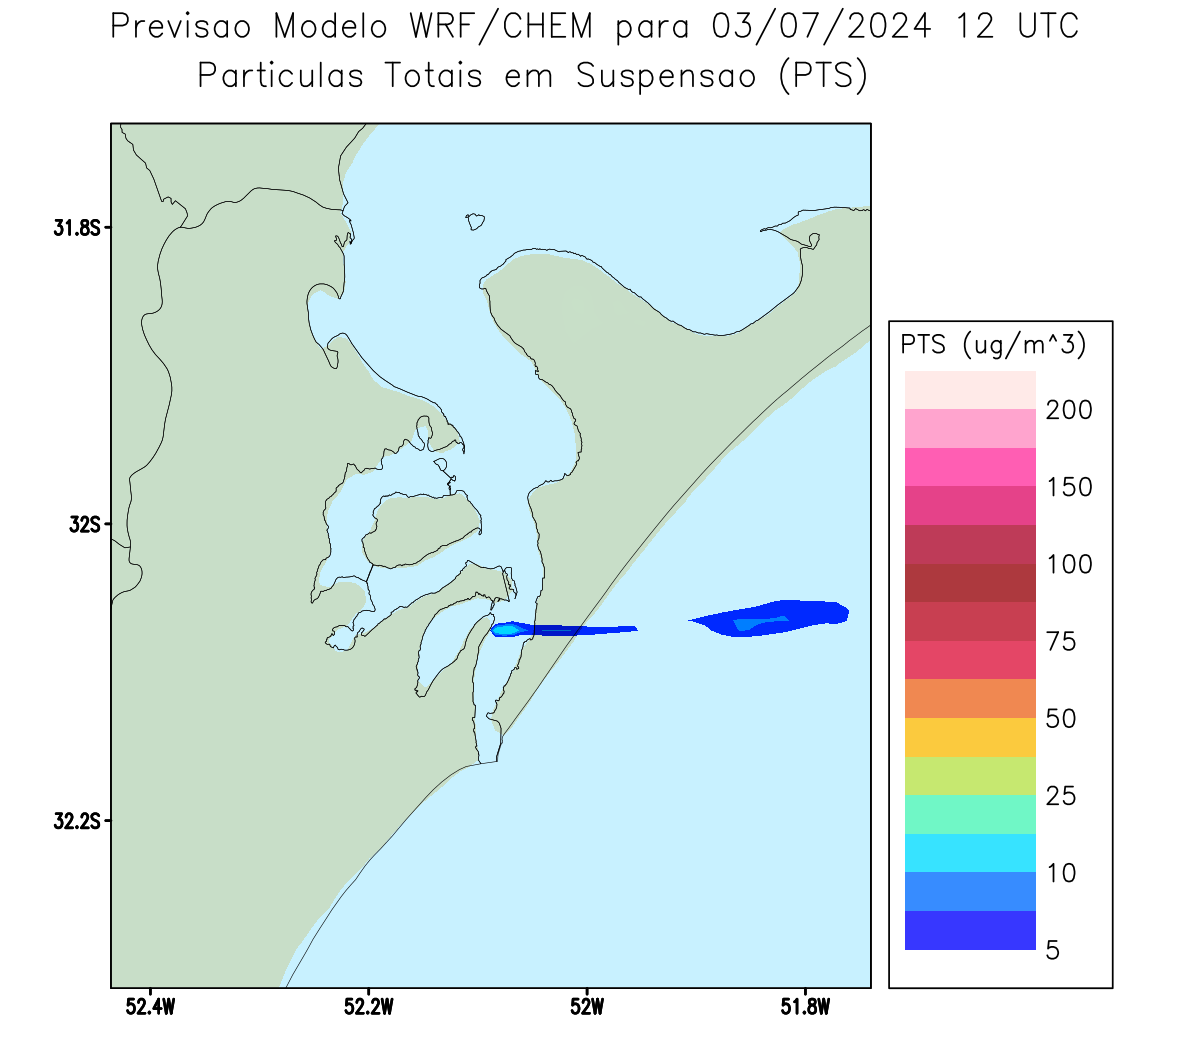 Previsao Modelo WRF/CHEM para 03/07/2024 12 UTC
Particulas Totais em Suspensao (PTS)
31.8S
32S
32.2S
52.4W
52.2W
52W
51.8W
PTS (ug/m^3)
200
150
100
75
50
25
10
5